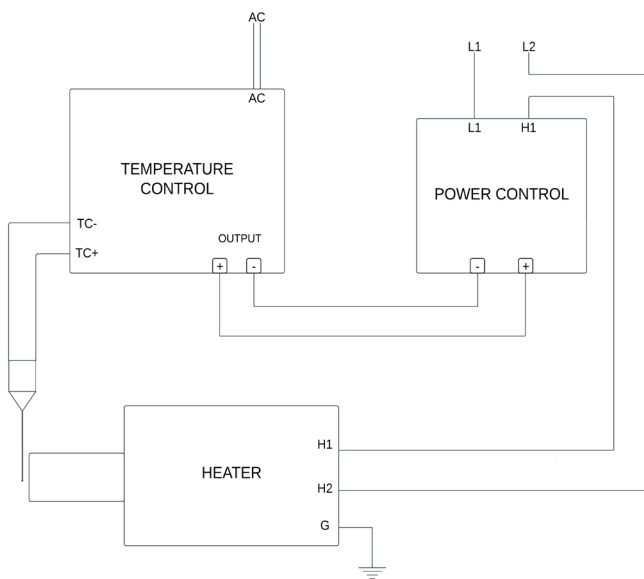 AC
L1 L2
AC
L1 H1
TEMPERATURE
CONTROL
POWER CONTROL
TC-
OUTPUT
TC+
+ - - +
H1
HEATER
H2
G